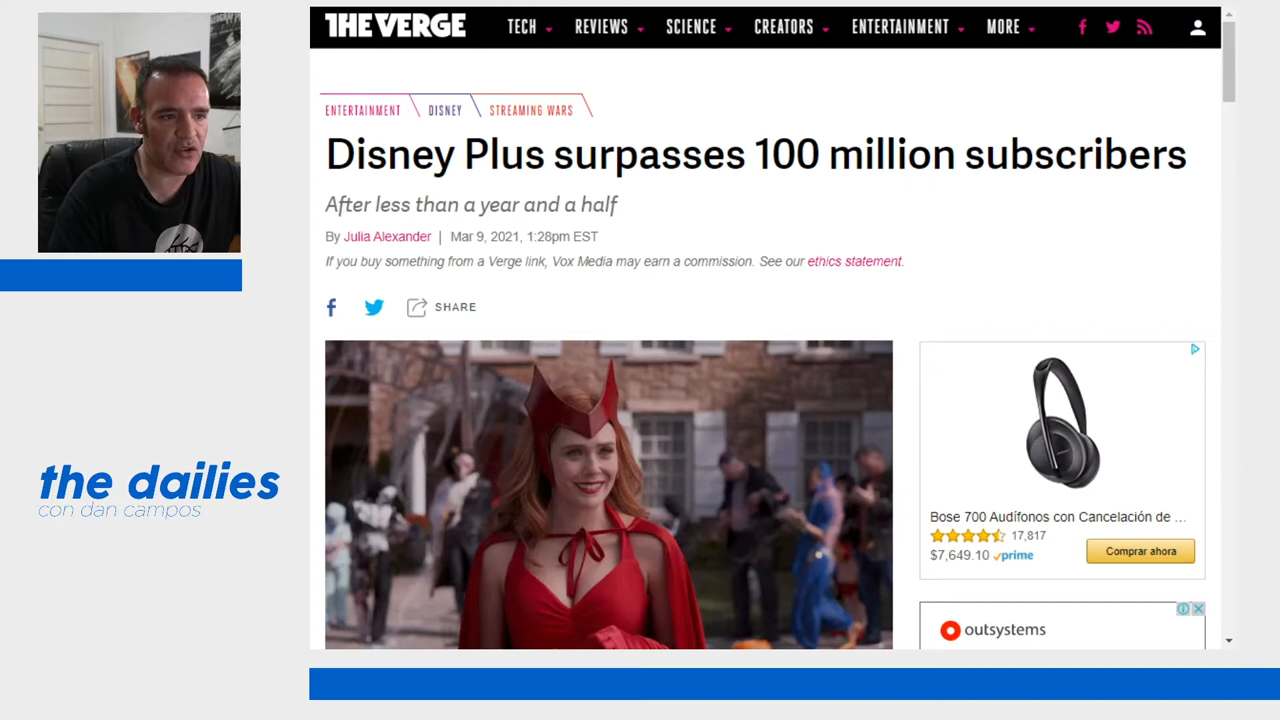 THE VERGE
TECH REVIEWS SCIENCE CREATORS ENTERTAINMENT MORE
ENTERTAINMENT DISNEY STREAMING WARS
Disney Plus surpasses 100 million subscribers
After less than a year and a half
By Julia Alexander | Mar 9, 2021, 1:28pm EST
If you buy something from a Verge link, Vox Media may earn a commission. See our ethics statement.
SHARE
Bose 700 Audífonos con Cancelación de ...
17,817
$7,649.10 prime
Comprar ahora
outsystems
the dailies
con dan campos